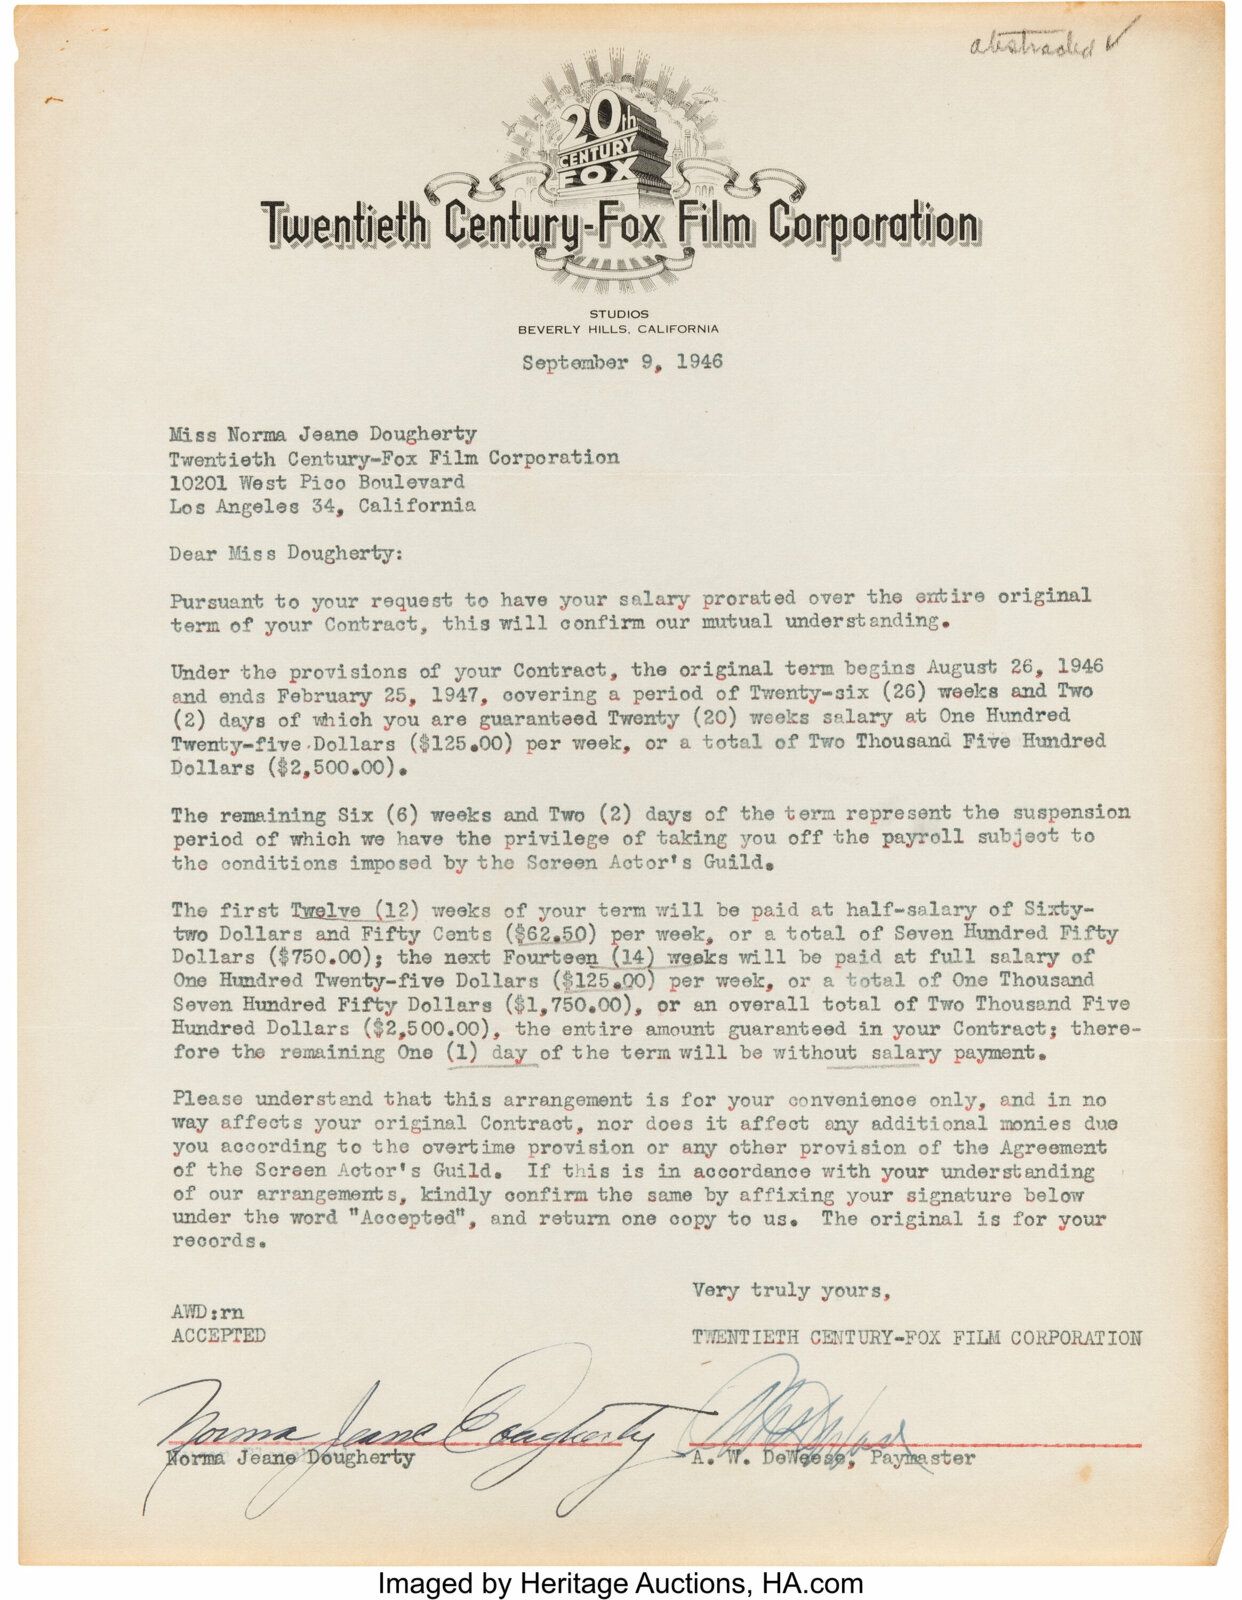 abstracted ✓
20th
CENTURY
FOX
Twentieth Century-Fox Film Corporation
STUDIOS
BEVERLY HILLS, CALIFORNIA
September 9, 1946
Miss Norma Jeane Dougherty
Twentieth Century-Fox Film Corporation
10201 West Pico Boulevard
Los Angeles 34, California
Dear Miss Dougherty:
Pursuant to your request to have your salary prorated over the entire original
term of your Contract, this will confirm our mutual understanding.
Under the provisions of your Contract, the original term begins August 26, 1946
and ends February 25, 1947, covering a period of Twenty-six (26) weeks and Two
(2) days of which you are guaranteed Twenty (20) weeks salary at One Hundred
Twenty-five Dollars ($125.00) per week, or a total of Two Thousand Five Hundred
Dollars ($2,500.00).
The remaining Six (6) weeks and Two (2) days of the term represent the suspension
period of which we have the privilege of taking you off the payroll subject to
the conditions imposed by the Screen Actor's Guild.
The first Twelve (12) weeks of your term will be paid at half-salary of Sixty-
two Dollars and Fifty Cents ($62.50) per week, or a total of Seven Hundred Fifty
Dollars ($750.00); the next Fourteen (14) weeks will be paid at full salary of
One Hundred Twenty-five Dollars ($125.00) per week, or a total of One Thousand
Seven Hundred Fifty Dollars ($1,750.00), or an overall total of Two Thousand Five
Hundred Dollars ($2,500.00), the entire amount guaranteed in your Contract; there-
fore the remaining One (1) day of the term will be without salary payment.
Please understand that this arrangement is for your convenience only, and in no
way affects your original Contract, nor does it affect any additional monies due
you according to the overtime provision or any other provision of the Agreement
of the Screen Actor's Guild. If this is in accordance with your understanding
of our arrangements, kindly confirm the same by affixing your signature below
under the word "Accepted", and return one copy to us. The original is for your
records.
Very truly yours,
AWD:rn
ACCEPTED
TWENTIETH CENTURY-FOX FILM CORPORATION
Norma Jeane Dougherty
Norma Jeane Dougherty
A. W. DeWeese, Paymaster
Imaged by Heritage Auctions, HA.com